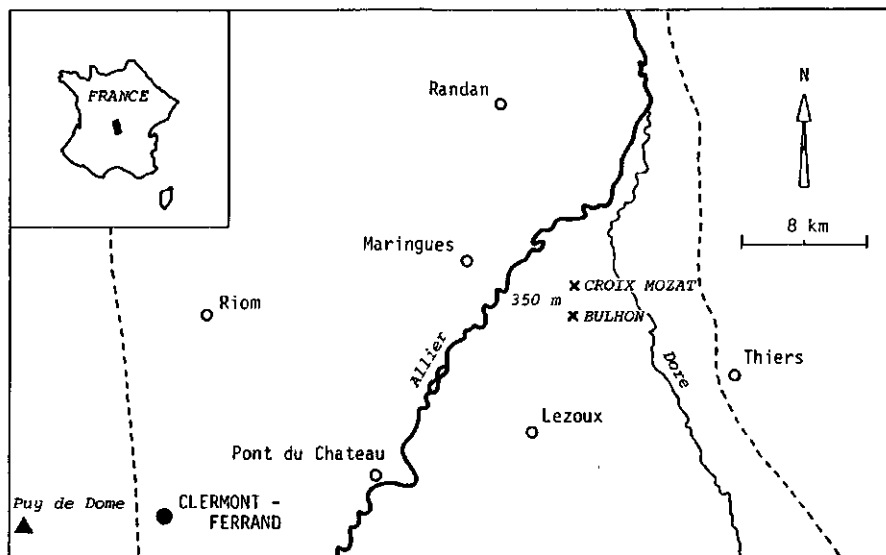 FRANCE
Randan
N
8 km
Maringues
CROIX MOZAT
350 m
BULHON
Riom
Allier
Dore
Thiers
Lezoux
Pont du Chateau
Puy de Dome
CLERMONT -
FERRAND